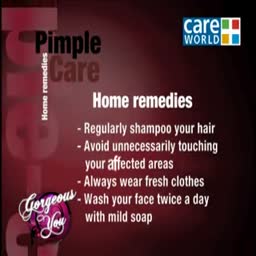 Pimple
Care
Home remedies
care
WORLD
Home remedies
- Regularly shampoo your hair
- Avoid unnecessarily touching
your affected areas
- Always wear fresh clothes
- Wash your face twice a day
with mild soap
Gorgeous
You